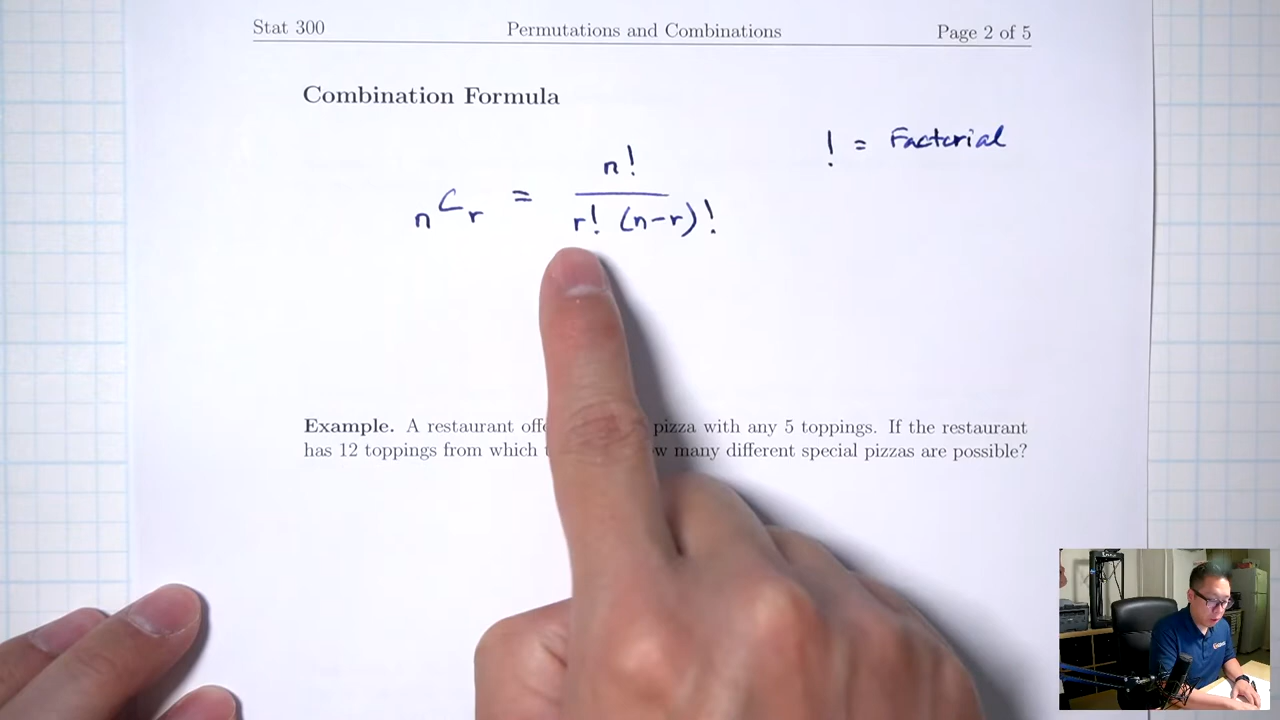 Stat 300 Permutations and Combinations Page 2 of 5
Combination Formula
! = Factorial
nCr = n! / r! (n-r)!
Example. A restaurant off pizza with any 5 toppings. If the restaurant
has 12 toppings from which many different special pizzas are possible?